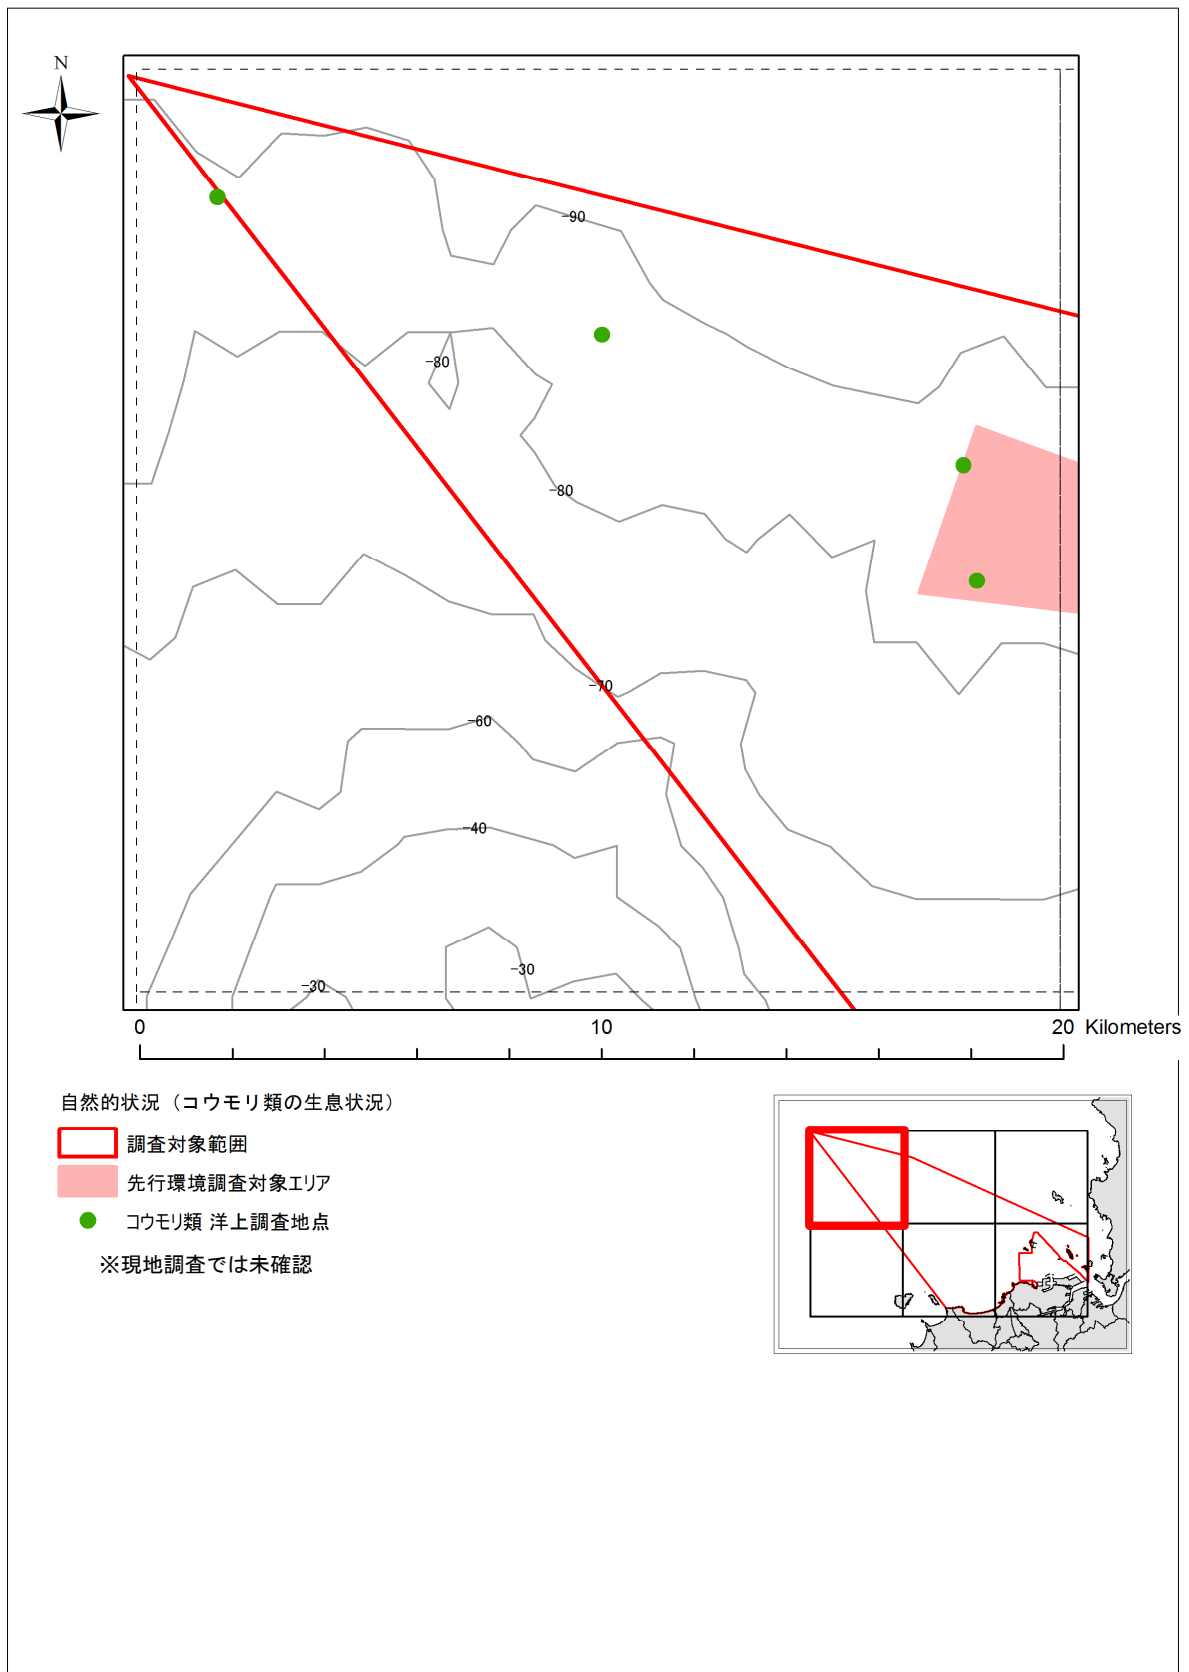 N
-90
-80
-80
-70
-60
-40
-30
-30
0 10 20 Kilometers
自然的状況（コウモリ類の生息状況）
調査対象範囲
先行環境調査対象エリア
コウモリ類 洋上調査地点
※現地調査では未確認